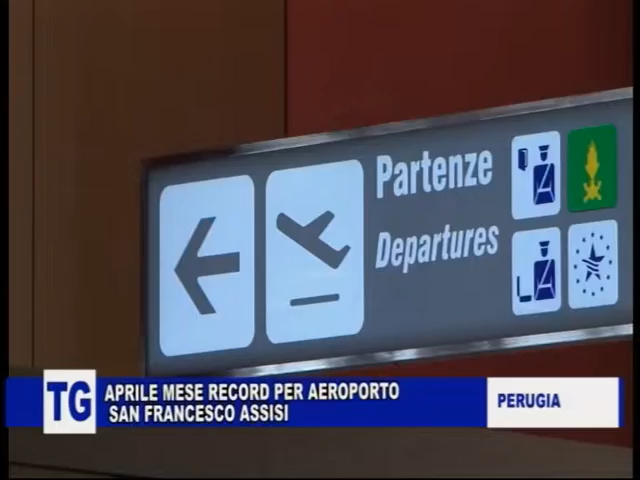 Partenze
Departures
TG
APRILE MESE RECORD PER AEROPORTO
SAN FRANCESCO ASSISI
PERUGIA